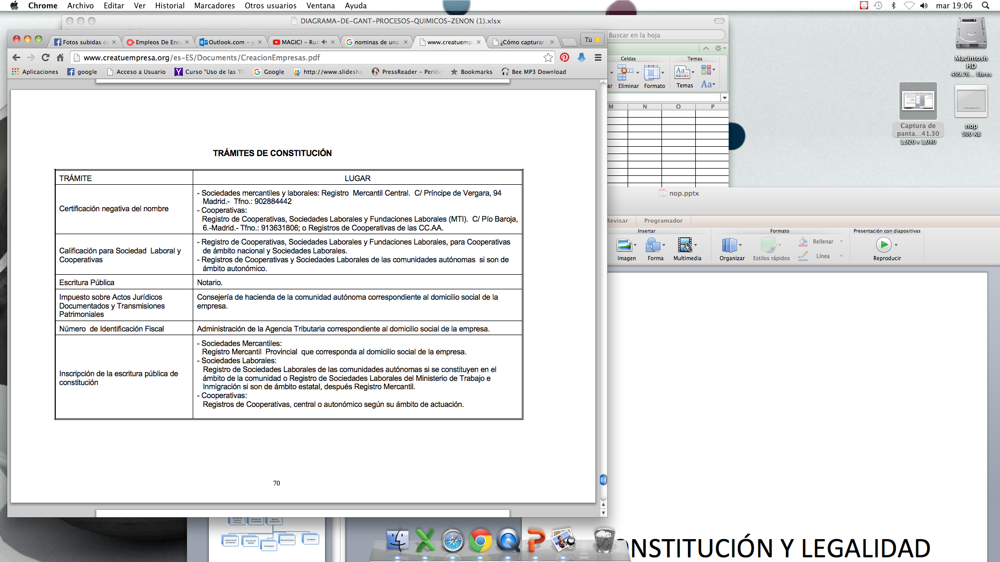 Chrome Archivo Editar Ver Historial Marcadores Otros usuarios Ventana Ayuda mar 19:06
DIAGRAMA-DE-GANT-PROCESOS-QUIMICOS-ZENON (1).xlsx
Fotos subidas co Empleos De Enca Outlook.com – g MAGIC! – Rud nominas de una www.creatuemp ¿Cómo capturar Tú
Buscar en la hoja
www.creatuempresa.org/es-ES/Documents/CreacionEmpresas.pdf
Aplicaciones google Acceso a Usuario Curso "Uso de las TI Google http://www.slidesha PressReader – Periód Bookmarks Bee MP3 Download
Celdas Temas
Eliminar Formato Temas
Aa
M N O P
Macintosh
HD
499.76... libres
Captura de
panta...41.30
1,920 × 1,080
nop
500 KB
TRÁMITES DE CONSTITUCIÓN
TRÁMITE LUGAR
Certificación negativa del nombre
- Sociedades mercantiles y laborales: Registro Mercantil Central. C/ Príncipe de Vergara, 94
Madrid.- Tfno.: 902884442
- Cooperativas:
Registro de Cooperativas, Sociedades Laborales y Fundaciones Laborales (MTI). C/ Pío Baroja,
6.-Madrid.- Tfno.: 913631806; o Registros de Cooperativas de las CC.AA.
Calificación para Sociedad Laboral y
Cooperativas
- Registro de Cooperativas, Sociedades Laborales y Fundaciones Laborales, para Cooperativas
de ámbito nacional y Sociedades Laborales.
- Registros de Cooperativas y Sociedades Laborales de las comunidades autónomas si son de
ámbito autonómico.
Escritura Pública Notario.
Impuesto sobre Actos Jurídicos
Documentados y Transmisiones
Patrimoniales
Consejería de hacienda de la comunidad autónoma correspondiente al domicilio social de la
empresa.
Número de Identificación Fiscal Administración de la Agencia Tributaria correspondiente al domicilio social de la empresa.
Inscripción de la escritura pública de
constitución
- Sociedades Mercantiles:
Registro Mercantil Provincial que corresponda al domicilio social de la empresa.
- Sociedades Laborales:
Registro de Sociedades Laborales de las comunidades autónomas si se constituyen en el
ámbito de la comunidad o Registro de Sociedades Laborales del Ministerio de Trabajo e
Inmigración si son de ámbito estatal, después Registro Mercantil.
- Cooperativas:
Registros de Cooperativas, central o autonómico según su ámbito de actuación.
70
nop.pptx
Revisar Programador
Insertar Formato Presentación con diapositivas
Rellenar
Línea
Imagen Forma Multimedia Organizar Estilos rápidos Reproducir
Mantenimiento Vendedor
Estampador
ONSTITUCIÓN Y LEGALIDAD